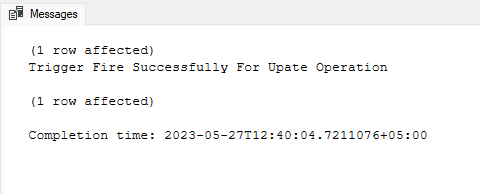 Messages
(1 row affected)
Trigger Fire Successfully For Upate Operation
(1 row affected)
Completion time: 2023-05-27T12:40:04.7211076+05:00